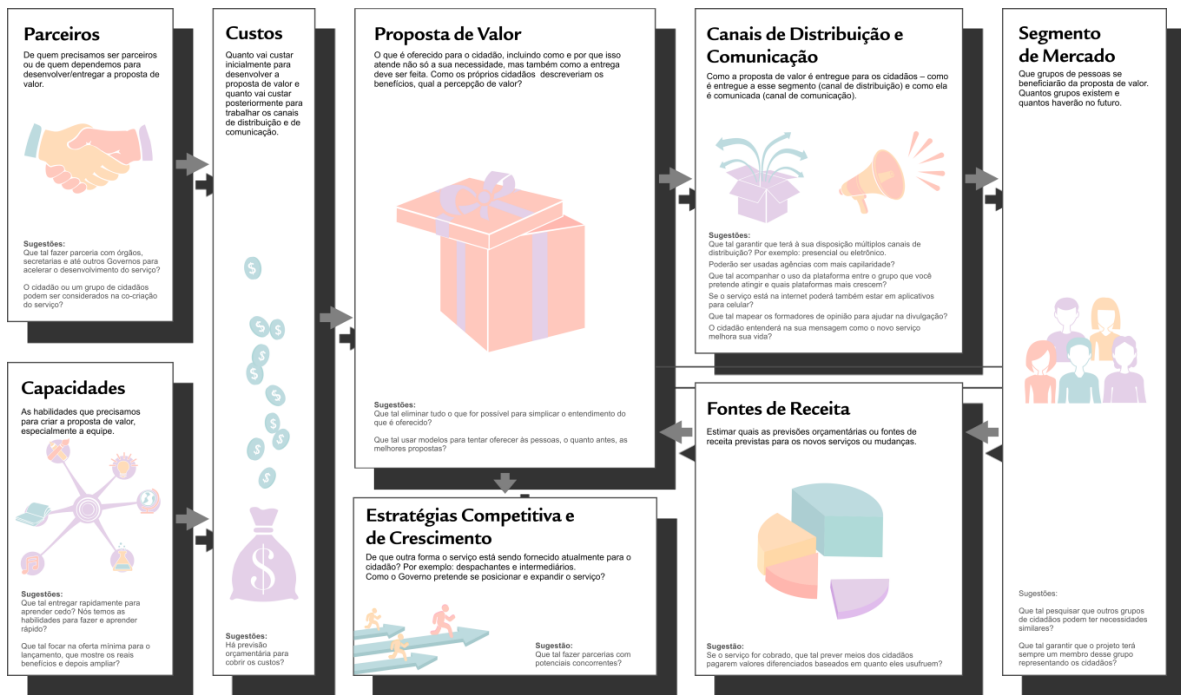 Parceiros
De quem precisamos ser parceiros
ou de quem dependemos para
desenvolver/entregar a proposta de
valor.
Sugestões:
Que tal fazer parceria com órgãos,
secretarias e até outros Governos para
acelerar o desenvolvimento do serviço?
O cidadão ou um grupo de cidadãos
podem ser considerados na co-criação
do serviço?
Capacidades
As habilidades que precisamos
para criar a proposta de valor,
especialmente a equipe.
Sugestões:
Que tal entregar rapidamente para
aprender cedo? Nós temos as
habilidades para fazer e aprender
rápido?
Que tal focar na oferta mínima para o
lançamento, que mostre os reais
benefícios e depois ampliar?
Custos
Quanto vai custar
inicialmente para
desenvolver a
proposta de valor e
quanto vai custar
posteriormente para
trabalhar os canais
de distribuição e de
comunicação.
$
$
$
$
$
$
$
$
$
$
$
Sugestões:
Há previsão
orçamentária para
cobrir os custos?
Proposta de Valor
O que é oferecido para o cidadão, incluindo como e por que isso
atende não só a sua necessidade, mas também como a entrega
deve ser feita. Como os próprios cidadãos descreveriam os
benefícios, qual a percepção de valor?
Sugestões:
Que tal eliminar tudo o que for possivel para simplicar o entendimento do
que é oferecido?
Que tal usar modelos para tentar oferecer às pessoas, o quanto antes, as
melhores propostas?
Estratégias Competitiva e
de Crescimento
De que outra forma o serviço está sendo fornecido atualmente para o
cidadão? Por exemplo: despachantes e intermediários.
Como o Governo pretende se posicionar e expandir o serviço?
Sugestão:
Que tal fazer parcerias com
potenciais concorrentes?
Canais de Distribuição e
Comunicação
Como a proposta de valor é entregue para os cidadãos – como
é entregue a esse segmento (canal de distribuição) e como ela
é comunicada (canal de comunicação).
Sugestões:
Que tal garantir que terá à sua disposição múltiplos canais de
distribuição? Por exemplo: presencial ou eletrônico.
Poderão ser usadas agências com mais capilaridade?
Que tal acompanhar o uso da plataforma entre o grupo que você
pretende atingir e quais plataformas mais crescem?
Se o serviço está na internet poderá também estar em aplicativos
para celular?
Que tal mapear os formadores de opinião para ajudar na divulgação?
O cidadão entenderá na sua mensagem como o novo serviço
melhora sua vida?
Fontes de Receita
Estimar quais as previsões orçamentárias ou fontes de
receita previstas para os novos serviços ou mudanças.
Sugestão:
Se o serviço for cobrado, que tal prever meios dos cidadãos
pagarem valores diferenciados baseados em quanto eles usufruem?
Segmento
de Mercado
Que grupos de pessoas se
beneficiarão da proposta de valor.
Quantos grupos existem e
quantos haverão no futuro.
Sugestões:
Que tal pesquisar que outros grupos
de cidadãos podem ter necessidades
similares?
Que tal garantir que o projeto terá
sempre um membro desse grupo
representando os cidadãos?